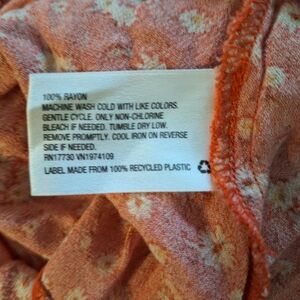 100% RAYON
MACHINE WASH COLD WITH LIKE COLORS.
GENTLE CYCLE. ONLY NON-CHLORINE
BLEACH IF NEEDED. TUMBLE DRY LOW.
REMOVE PROMPTLY. COOL IRON ON REVERSE
SIDE IF NEEDED.
RN17730 VN1974109
LABEL MADE FROM 100% RECYCLED PLASTIC